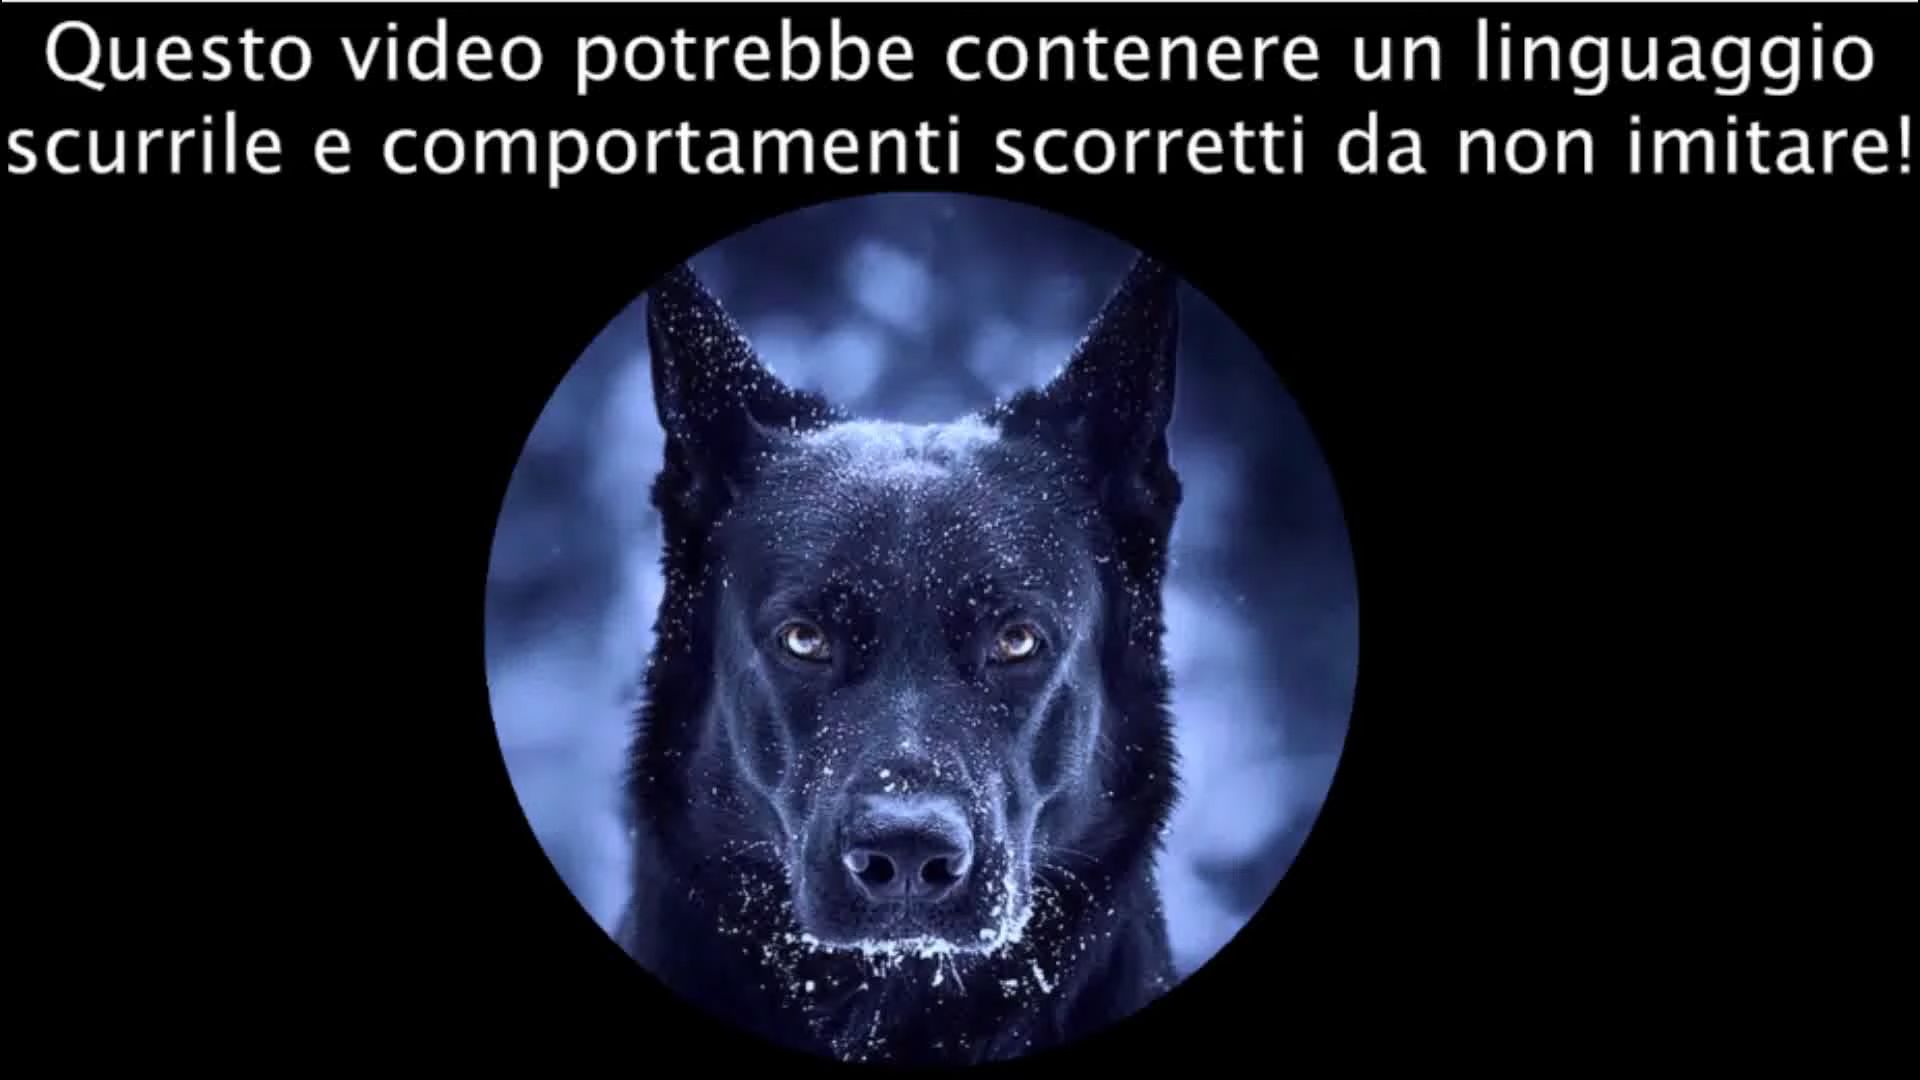 Questo video potrebbe contenere un linguaggio
scurrile e comportamenti scorretti da non imitare!